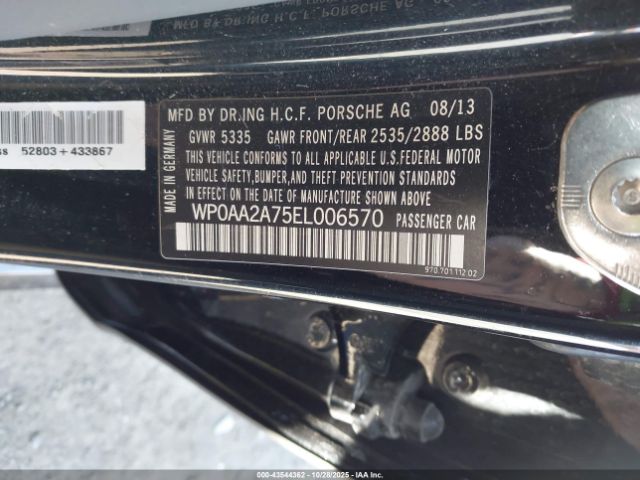 MFD BY DR.ING H.C.F. PORSCHE AG 08/13
GVWR 5335 GAWR FRONT/REAR 2535/2888 LBS
THIS VEHICLE CONFORMS TO ALL APPLICABLE U.S.FEDERAL MOTOR
VEHICLE SAFETY,BUMPER,AND THEFT PREVENTION STANDARDS
IN EFFECT ON THE DATE OF MANUFACTURE SHOWN ABOVE
WP0AA2A75EL006570 PASSENGER CAR
MADE IN GERMANY
970.701.112.02
52803+433867
000-43544362 | 10/28/2025 | IAAI.COM